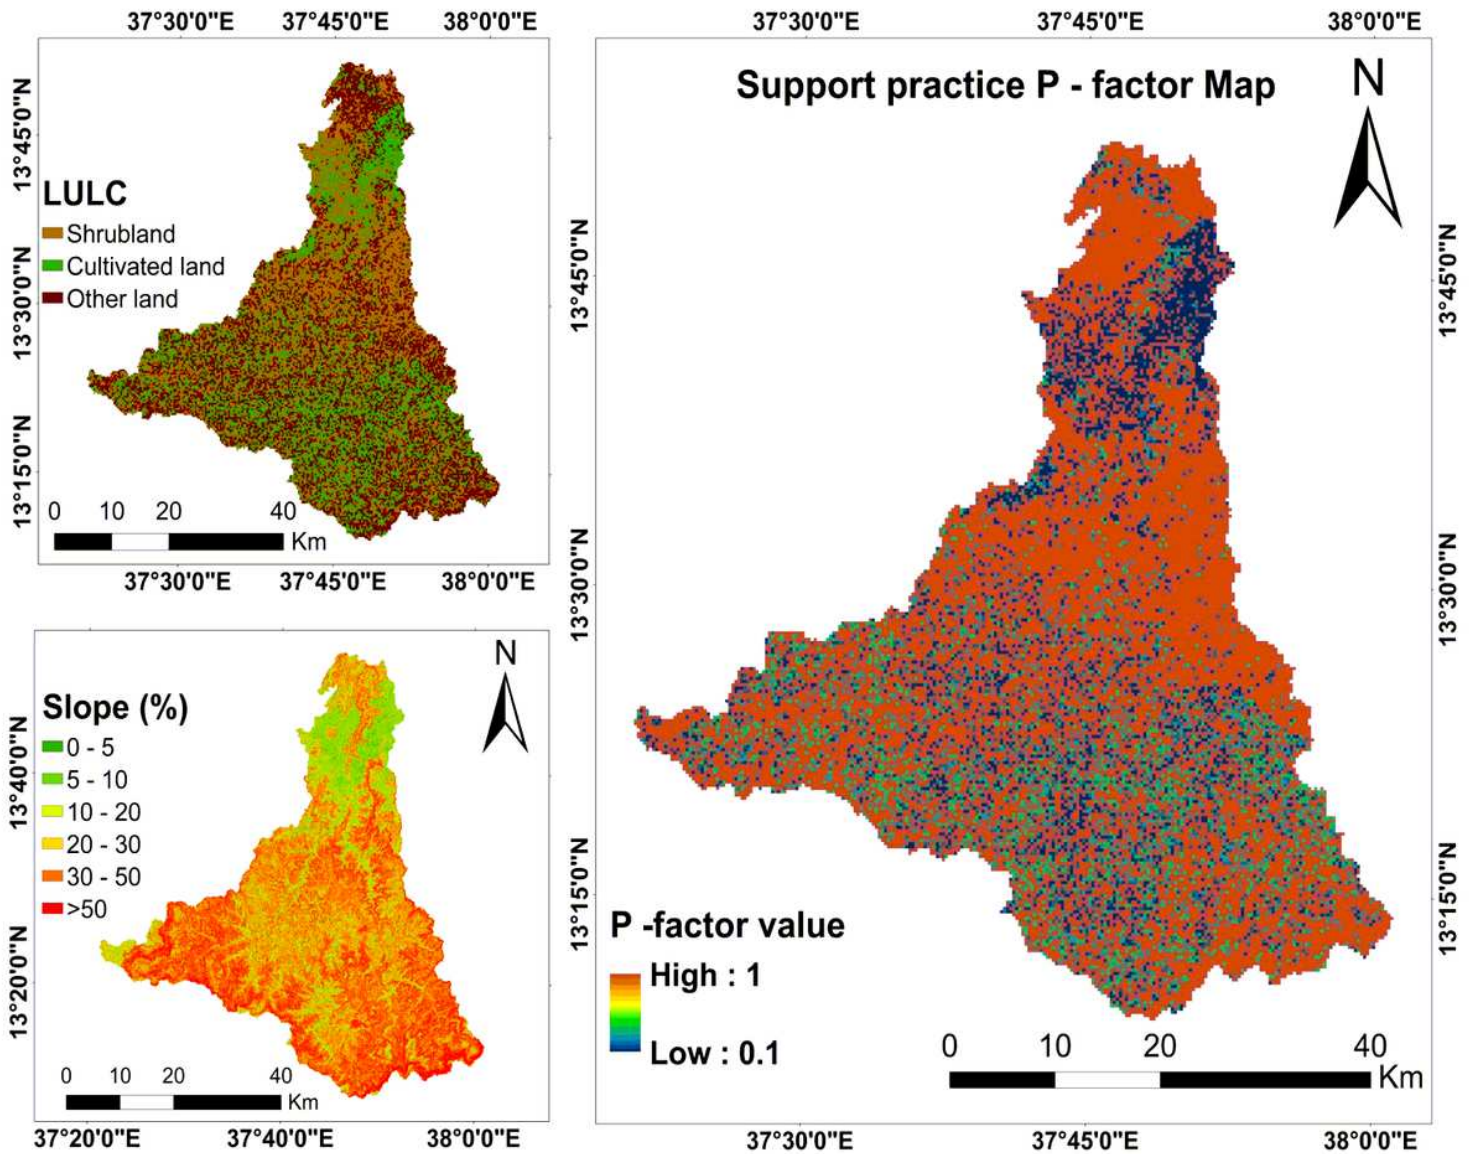 37°30'0"E 37°45'0"E 38°0'0"E
13°45'0"N
13°30'0"N
13°15'0"N
LULC
Shrubland
Cultivated land
Other land
0 10 20 40
Km
37°30'0"E 37°45'0"E 38°0'0"E
N
Slope (%)
0 - 5
5 - 10
10 - 20
20 - 30
30 - 50
>50
13°40'0"N
13°20'0"N
0 10 20 40
Km
37°20'0"E 37°40'0"E 38°0'0"E
37°30'0"E 37°45'0"E 38°0'0"E
Support practice P - factor Map
N
13°45'0"N
13°30'0"N
13°15'0"N
13°45'0"N
13°30'0"N
13°15'0"N
P -factor value
High : 1
Low : 0.1
0 10 20 40
Km
37°30'0"E 37°45'0"E 38°0'0"E